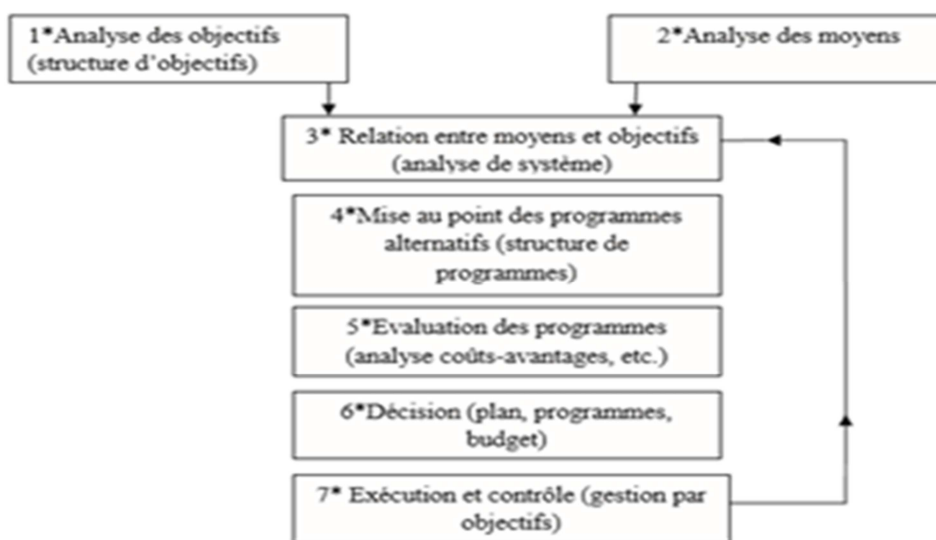 1*Analyse des objectifs
(structure d'objectifs)
2*Analyse des moyens
3* Relation entre moyens et objectifs
(analyse de système)
4*Mise au point des programmes
alternatifs (structure de
programmes)
5*Evaluation des programmes
(analyse coûts-avantages, etc.)
6*Décision (plan, programmes,
budget)
7* Exécution et contrôle (gestion par
objectifs)